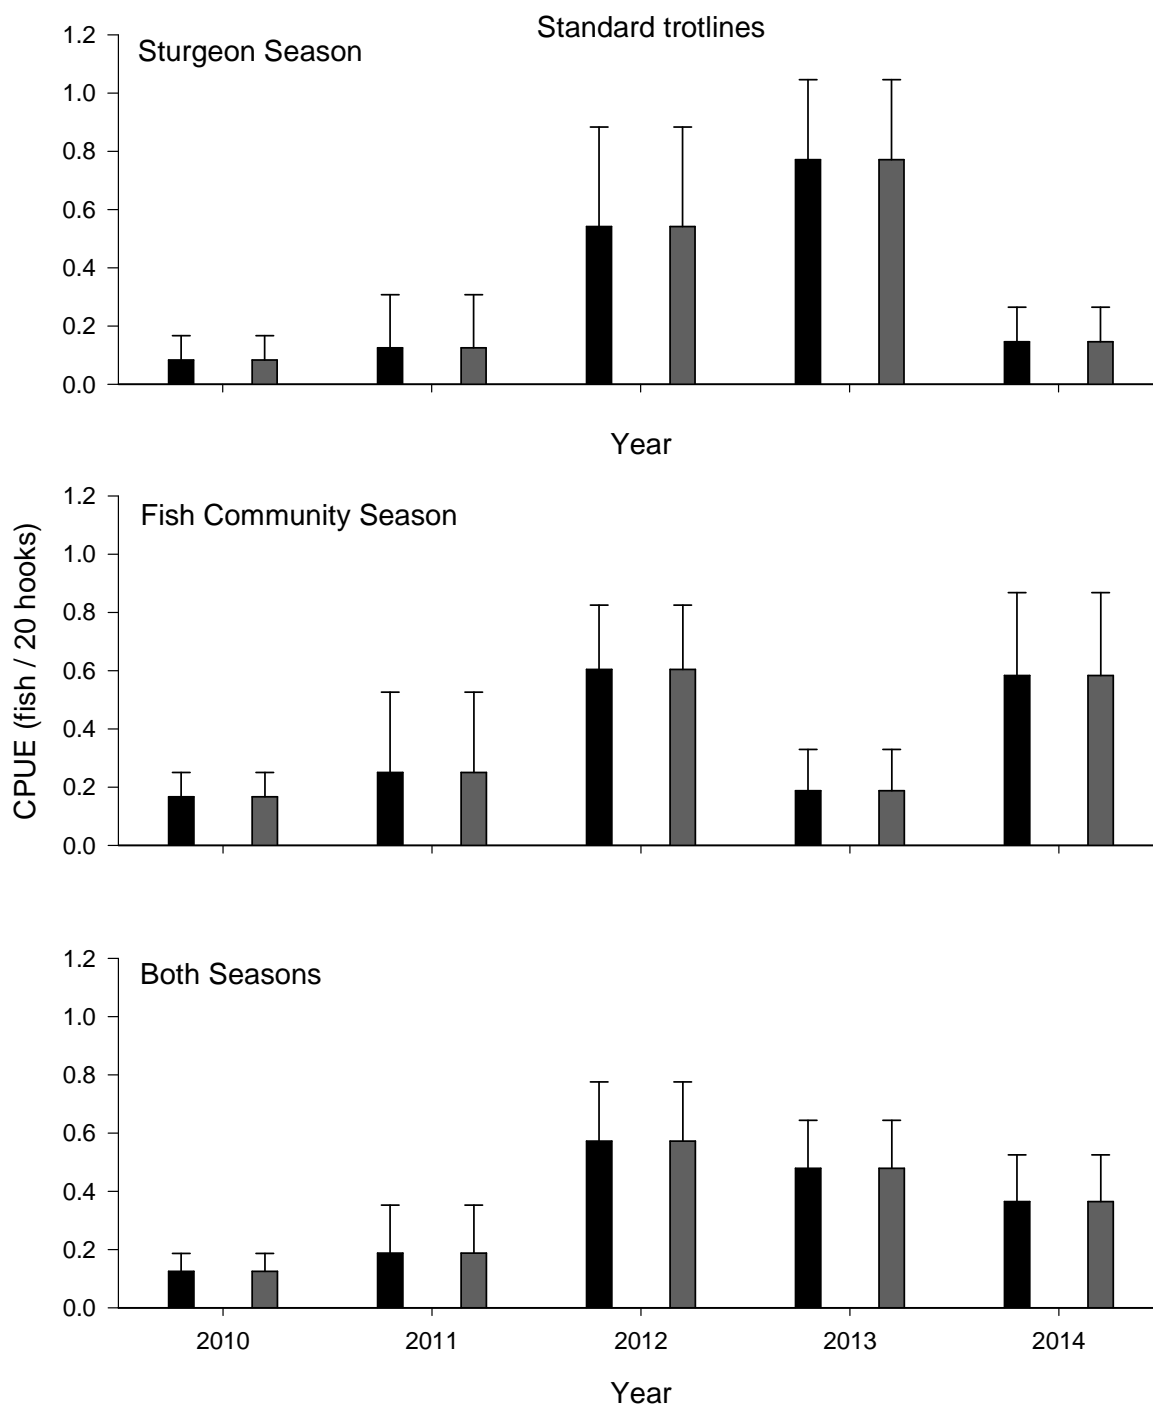 Standard trotlines
Sturgeon Season
1.2
1.0
0.8
0.6
0.4
0.2
0.0
Year
Fish Community Season
1.2
1.0
0.8
0.6
0.4
0.2
0.0
CPUE (fish / 20 hooks)
Both Seasons
1.2
1.0
0.8
0.6
0.4
0.2
0.0
2010 2011 2012 2013 2014
Year